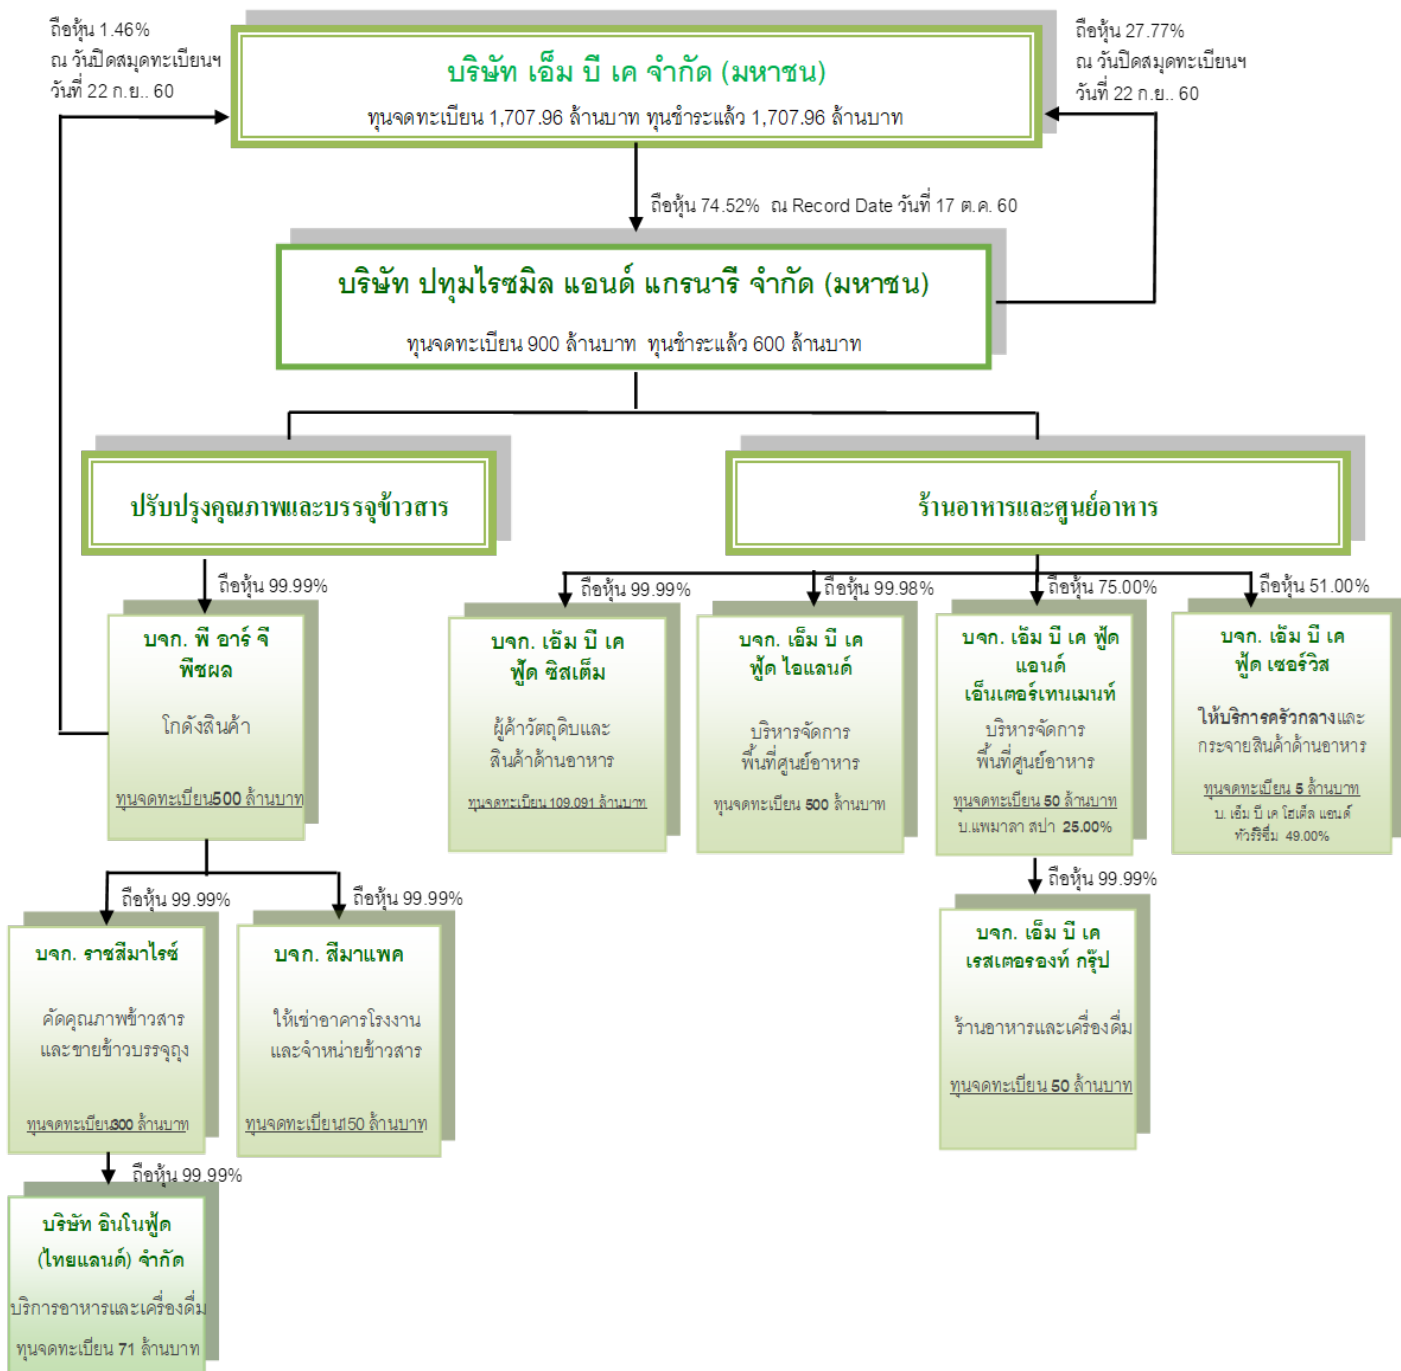 ถือหุ้น 1.46%
ณ วันปิดสมุดทะเบียนฯ
วันที่ 22 ก.ย.. 60
บริษัท เอ็ม บี เค จำกัด (มหาชน)
ทุนจดทะเบียน 1,707.96 ล้านบาท ทุนชำระแล้ว 1,707.96 ล้านบาท
ถือหุ้น 27.77%
ณ วันปิดสมุดทะเบียนฯ
วันที่ 22 ก.ย.. 60
ถือหุ้น 74.52% ณ Record Date วันที่ 17 ต.ค. 60
บริษัท ปทุมไรซมิล แอนด์ แกรนารี จำกัด (มหาชน)
ทุนจดทะเบียน 900 ล้านบาท ทุนชำระแล้ว 600 ล้านบาท
ปรับปรุงคุณภาพและบรรจุข้าวสาร
ร้านอาหารและศูนย์อาหาร
ถือหุ้น 99.99%
บจก. พี อาร์ จี
พืชผล
โกดังสินค้า
ทุนจดทะเบียน500 ล้านบาท
ถือหุ้น 99.99%
บจก. เอ็ม บี เค
ฟู้ด ซิสเต็ม
ผู้ค้าวัตถุดิบและ
สินค้าด้านอาหาร
ทุนจดทะเบียน 109.091 ล้านบาท
ถือหุ้น 99.98%
บจก. เอ็ม บี เค
ฟู้ด ไอแลนด์
บริหารจัดการ
พื้นที่ศูนย์อาหาร
ทุนจดทะเบียน 500 ล้านบาท
ถือหุ้น 75.00%
บจก. เอ็ม บี เค ฟู้ด
แอนด์
เอ็นเตอร์เทนเมนท์
บริหารจัดการ
พื้นที่ศูนย์อาหาร
ทุนจดทะเบียน 50 ล้านบาท
บ.แพมาลา สปา 25.00%
ถือหุ้น 51.00%
บจก. เอ็ม บี เค
ฟู้ด เซอร์วิส
ให้บริการครัวกลางและ
กระจายสินค้าด้านอาหาร
ทุนจดทะเบียน 5 ล้านบาท
บ. เอ็ม บี เค โฮเต็ล แอนด์
ทัวร์ริซึ่ม 49.00%
ถือหุ้น 99.99%
บจก. ราชสีมาไรซ์
คัดคุณภาพข้าวสาร
และขายข้าวบรรจุถุง
ทุนจดทะเบียน300 ล้านบาท
ถือหุ้น 99.99%
บจก. สีมาแพค
ให้เช่าอาคารโรงงาน
และจำหน่ายข้าวสาร
ทุนจดทะเบียน150 ล้านบาท
ถือหุ้น 99.99%
บจก. เอ็ม บี เค
เรสเตอรองท์ กรุ๊ป
ร้านอาหารและเครื่องดื่ม
ทุนจดทะเบียน 50 ล้านบาท
ถือหุ้น 99.99%
บริษัท อินโนฟู้ด
(ไทยแลนด์) จำกัด
บริการอาหารและเครื่องดื่ม
ทุนจดทะเบียน 71 ล้านบาท